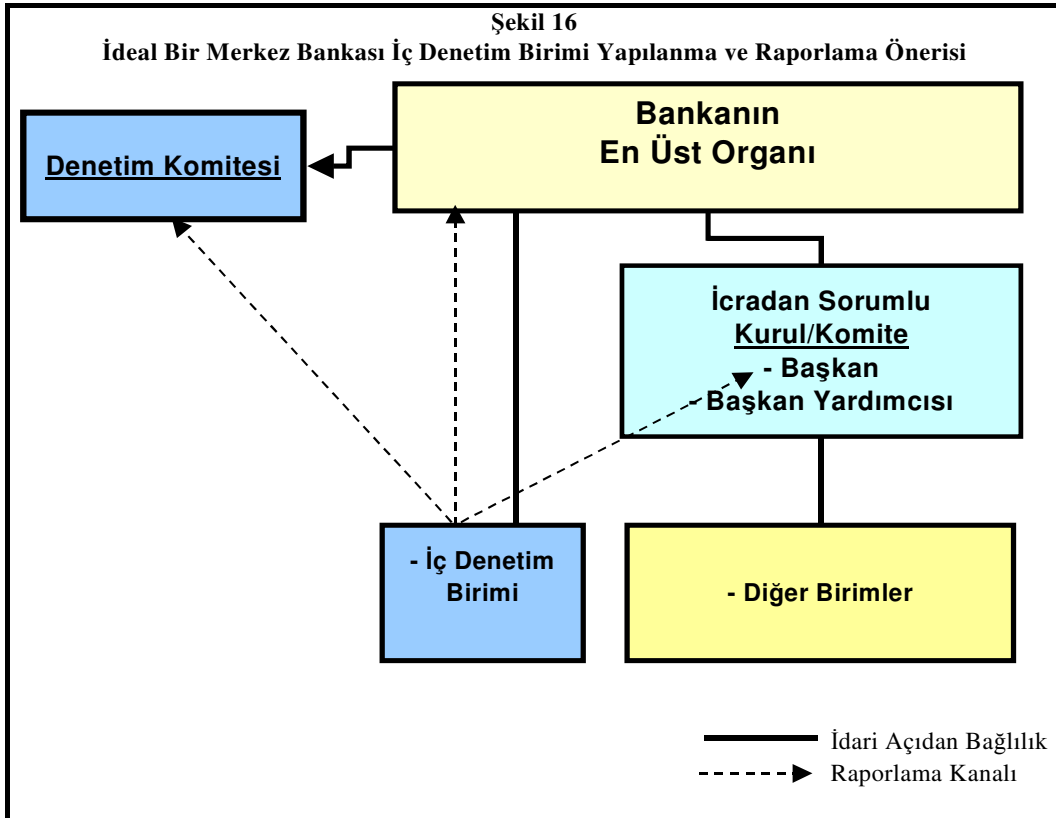 Şekil 16
İdeal Bir Merkez Bankası İç Denetim Birimi Yapılanma ve Raporlama Önerisi
Denetim Komitesi
Bankanın
En Üst Organı
İcradan Sorumlu
Kurul/Komite
- Başkan
- Başkan Yardımcısı
- İç Denetim
Birimi
- Diğer Birimler
İdari Açıdan Bağlılık
Raporlama Kanalı